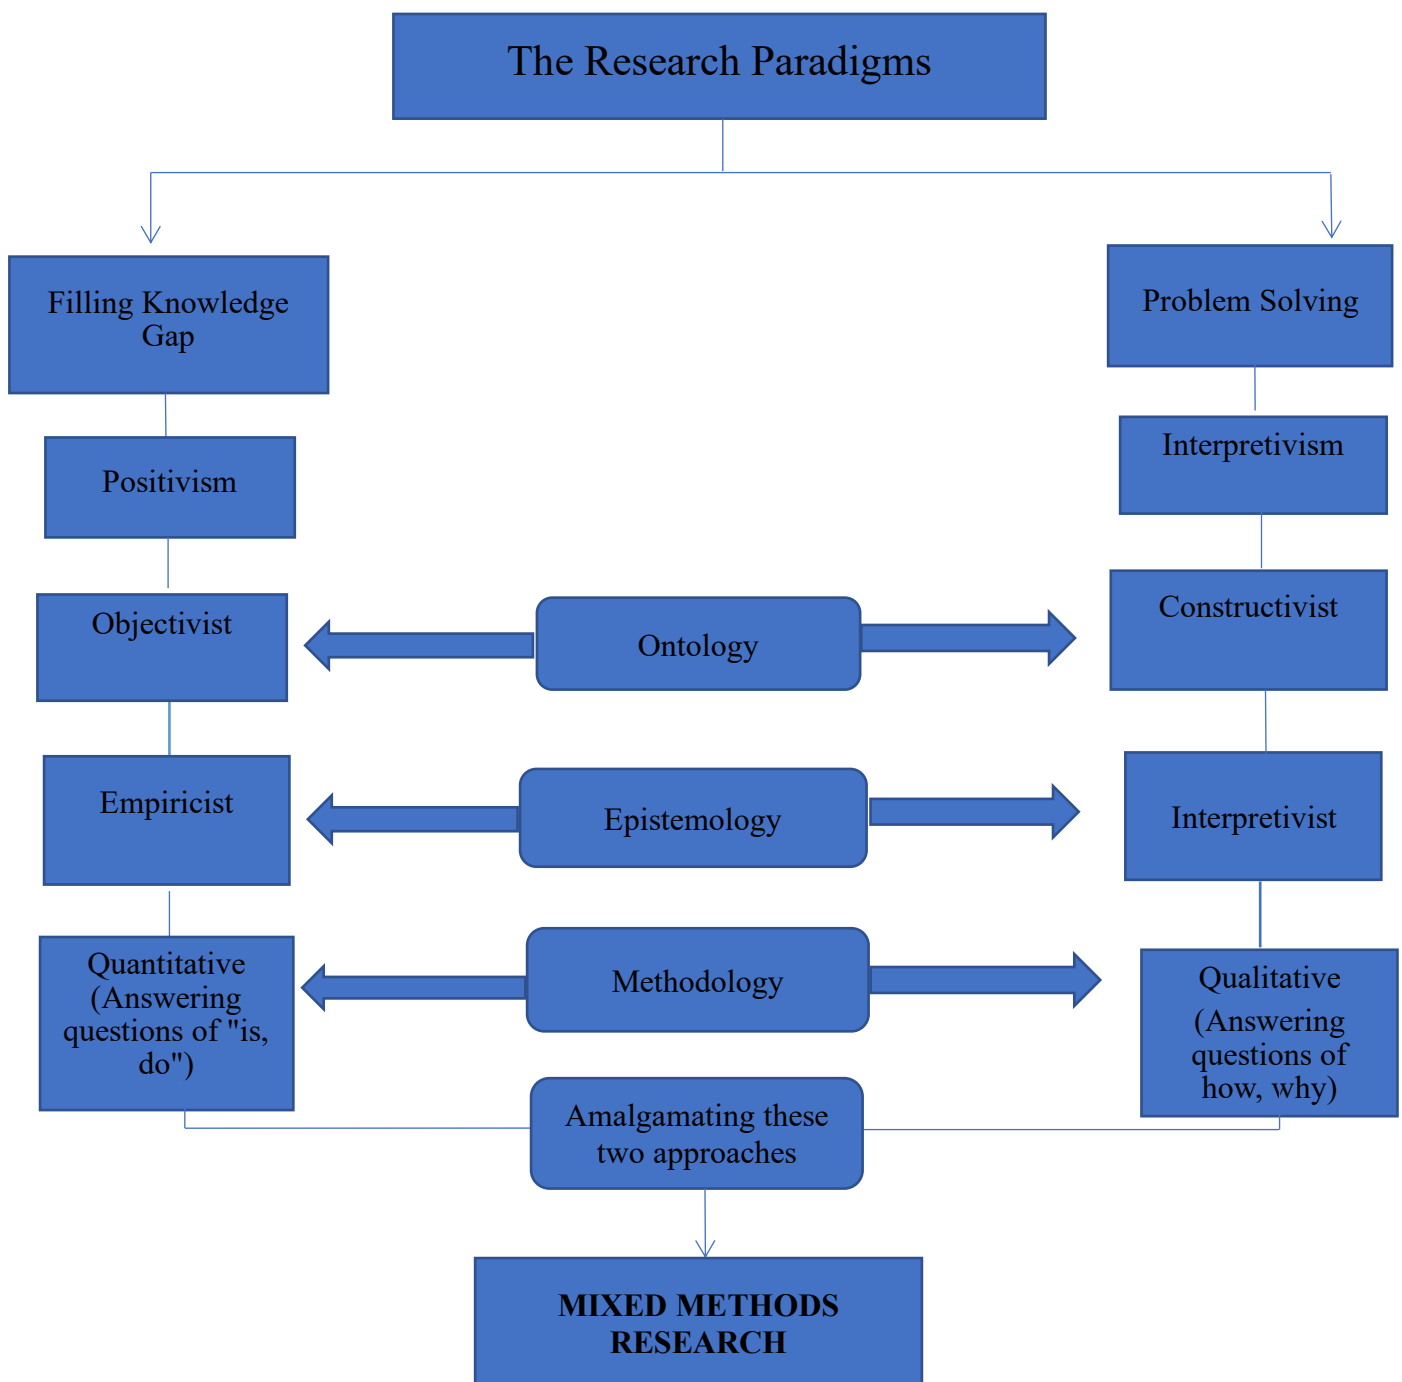 The Research Paradigms
Filling Knowledge
Gap
Problem Solving
Positivism
Interpretivism
Objectivist
Ontology
Constructivist
Empiricist
Epistemology
Interpretivist
Quantitative
(Answering
questions of "is,
do")
Methodology
Qualitative
(Answering
questions of
how, why)
Amalgamating these
two approaches
MIXED METHODS
RESEARCH